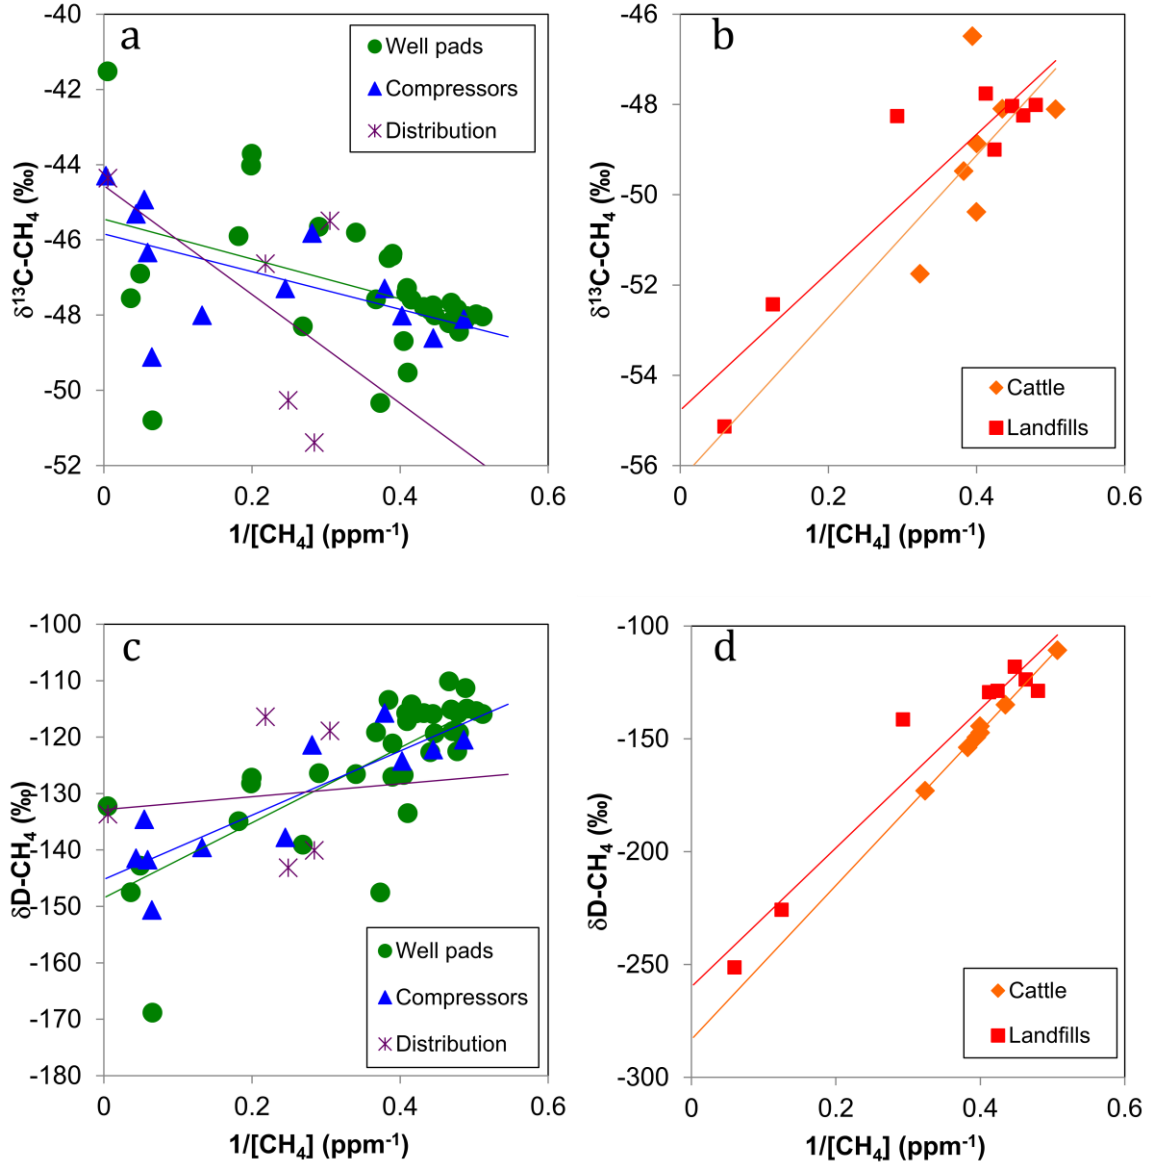 a
Well pads
Compressors
Distribution
-40
-42
-44
-46
-48
-50
-52
0
0.2
0.4
0.6
δ¹³C-CH₄ (‰)
1/[CH₄] (ppm⁻¹)
b
Cattle
Landfills
-46
-48
-50
-52
-54
-56
0
0.2
0.4
0.6
δ¹³C-CH₄ (‰)
1/[CH₄] (ppm⁻¹)
c
Well pads
Compressors
Distribution
-100
-110
-120
-130
-140
-150
-160
-170
-180
0
0.2
0.4
0.6
δD-CH₄ (‰)
1/[CH₄] (ppm⁻¹)
d
Cattle
Landfills
-100
-150
-200
-250
-300
0
0.2
0.4
0.6
δD-CH₄ (‰)
1/[CH₄] (ppm⁻¹)